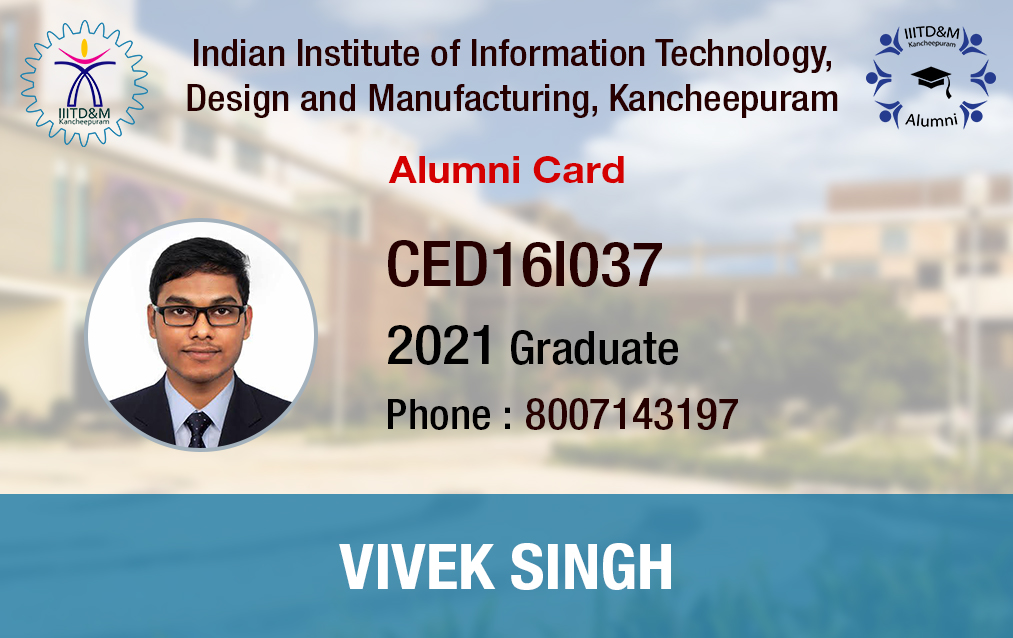 IIITD&M
Kancheepuram
Indian Institute of Information Technology,
Design and Manufacturing, Kancheepuram
IIITD&M
Kancheepuram
Alumni
Alumni Card
CED16I037
2021 Graduate
Phone : 8007143197
VIVEK SINGH